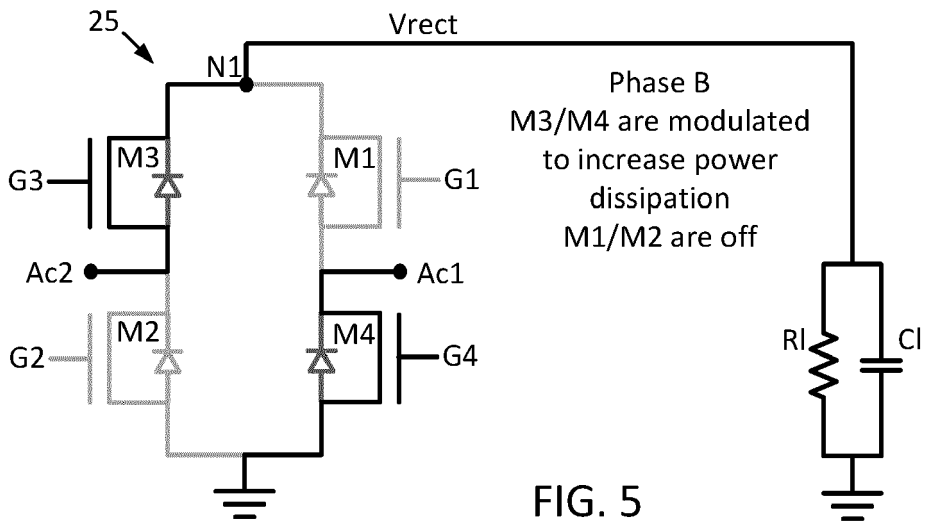 25
Vrect
N1
Phase B
M3/M4 are modulated
to increase power
dissipation
M1/M2 are off
M3
M1
G3
G1
Ac2
Ac1
M2
M4
G2
G4
Rl
Cl
FIG. 5